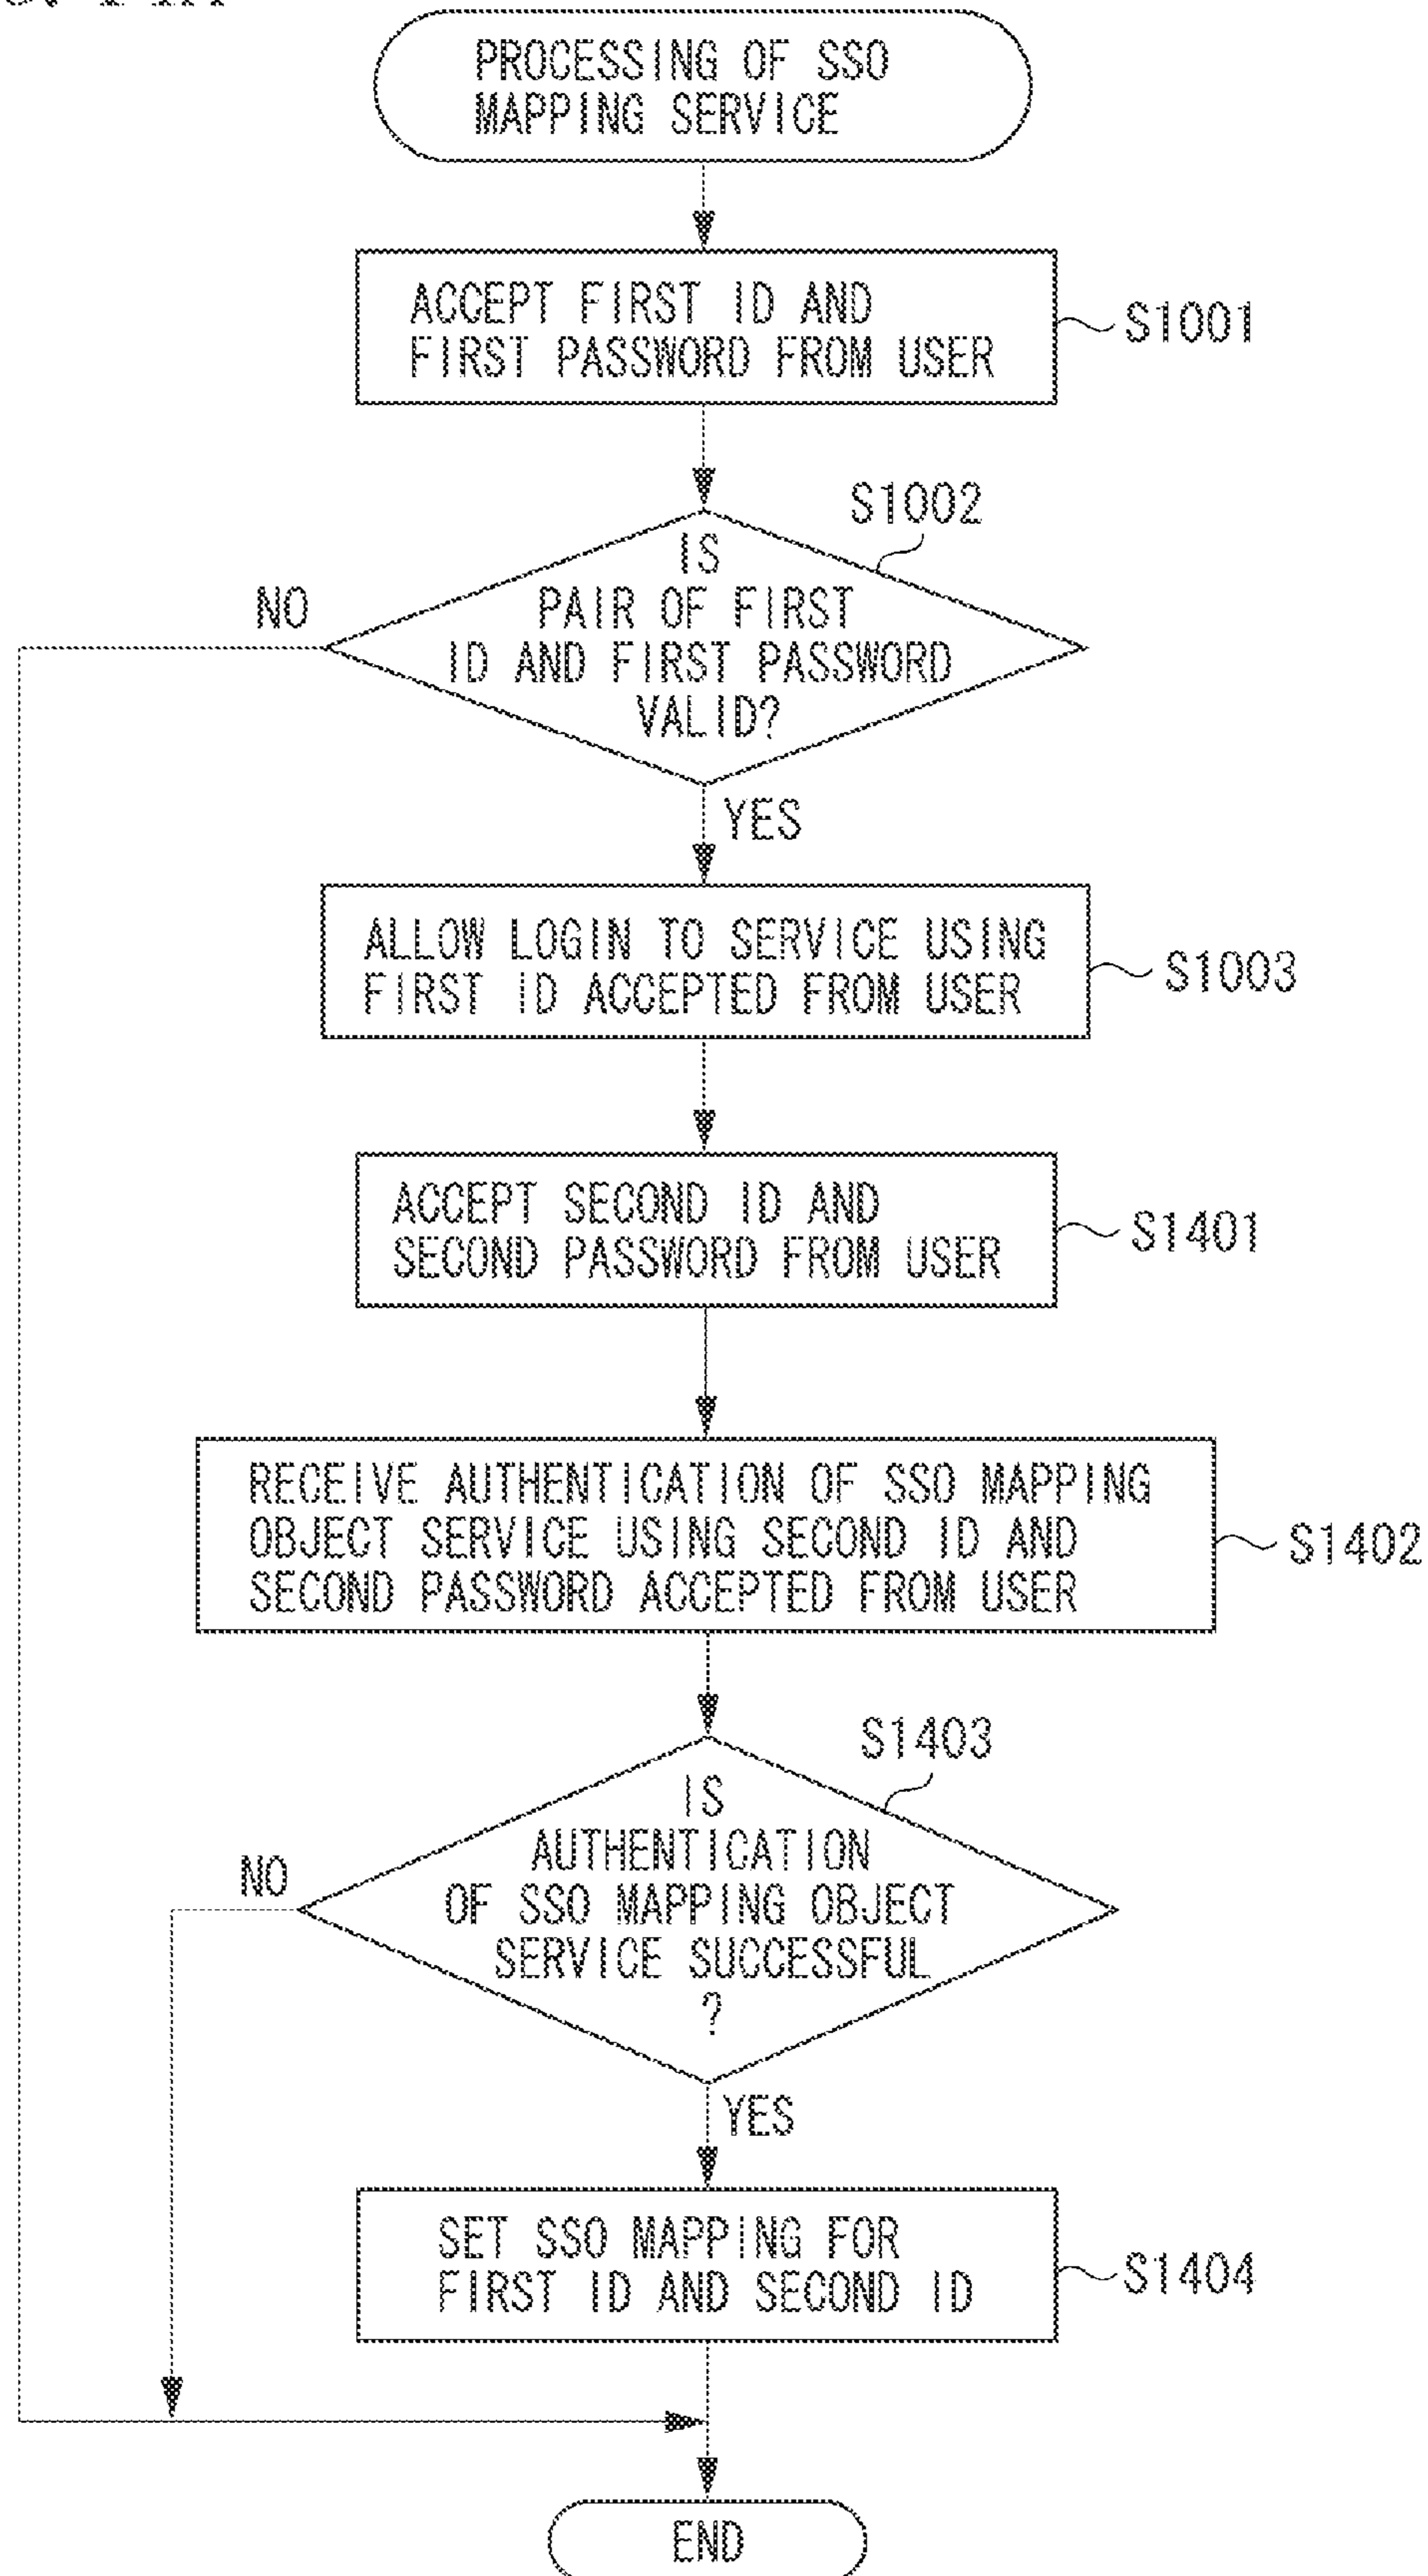 PROCESSING OF SSO
MAPPING SERVICE
ACCEPT FIRST ID AND
FIRST PASSWORD FROM USER
S1001
S1002
IS
PAIR OF FIRST
ID AND FIRST PASSWORD
VALID?
NO
YES
ALLOW LOGIN TO SERVICE USING
FIRST ID ACCEPTED FROM USER
S1003
ACCEPT SECOND ID AND
SECOND PASSWORD FROM USER
S1401
RECEIVE AUTHENTICATION OF SSO MAPPING
OBJECT SERVICE USING SECOND ID AND
SECOND PASSWORD ACCEPTED FROM USER
S1402
S1403
IS
AUTHENTICATION
OF SSO MAPPING OBJECT
SERVICE SUCCESSFUL
?
NO
YES
SET SSO MAPPING FOR
FIRST ID AND SECOND ID
S1404
END